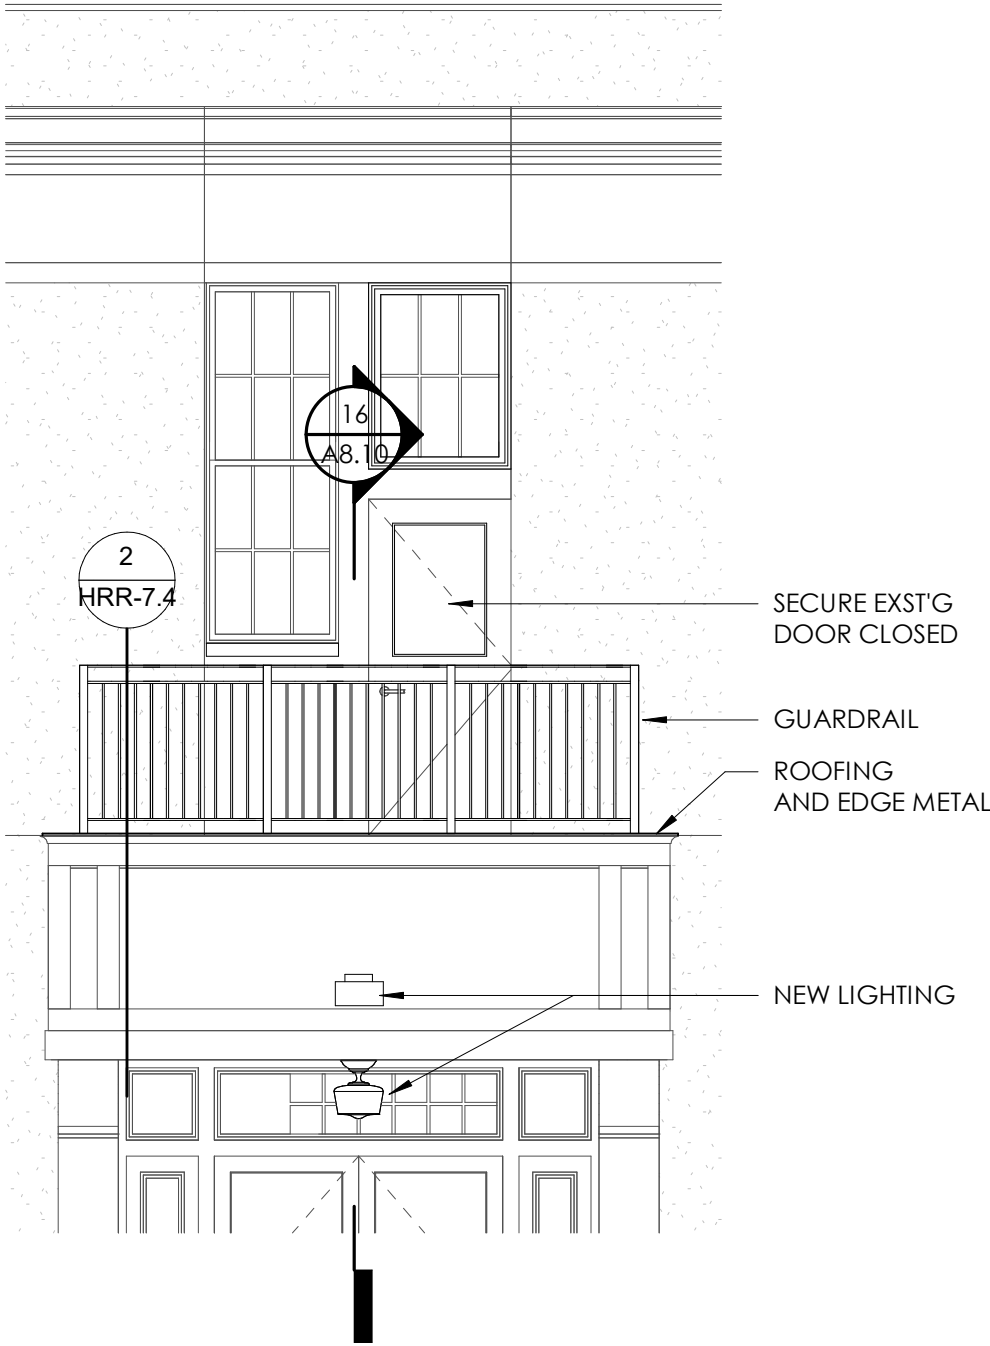 16
A8.10
2
HRR-7.4
SECURE EXST'G
DOOR CLOSED
GUARDRAIL
ROOFING
AND EDGE METAL
NEW LIGHTING